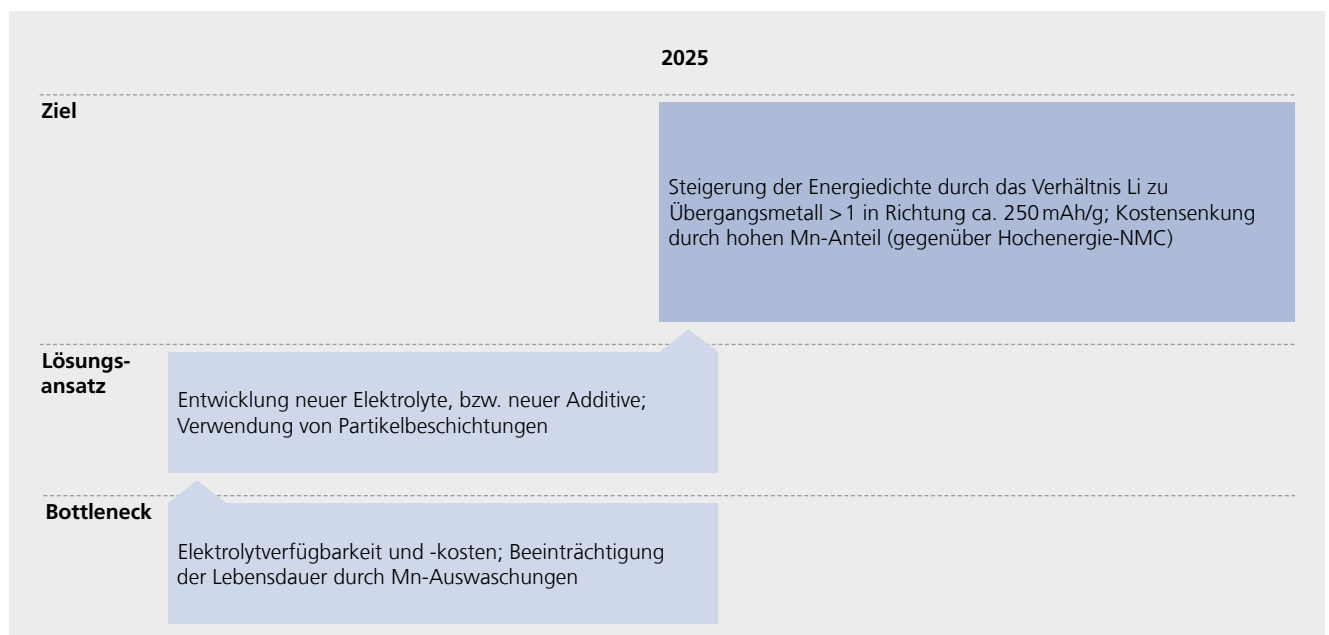 2025
Ziel
Steigerung der Energiedichte durch das Verhältnis Li zu
Übergangsmetall > 1 in Richtung ca. 250 mAh/g; Kostensenkung
durch hohen Mn-Anteil (gegenüber Hochenergie-NMC)
Lösungs-
ansatz
Entwicklung neuer Elektrolyte, bzw. neuer Additive;
Verwendung von Partikelbeschichtungen
Bottleneck
Elektrolytverfügbarkeit und -kosten; Beeinträchtigung
der Lebensdauer durch Mn-Auswaschungen